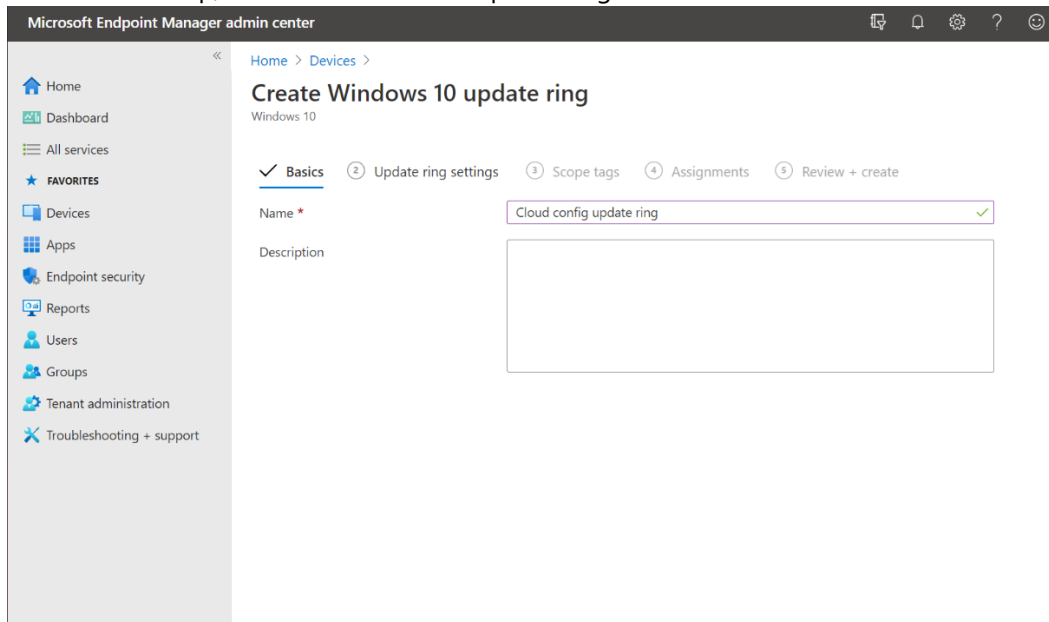 Microsoft Endpoint Manager admin center
«
Home > Devices >
Create Windows 10 update ring
Windows 10
Basics 2 Update ring settings 3 Scope tags 4 Assignments 5 Review + create
Name * Cloud config update ring
Description
Home
Dashboard
All services
FAVORITES
Devices
Apps
Endpoint security
Reports
Users
Groups
Tenant administration
Troubleshooting + support